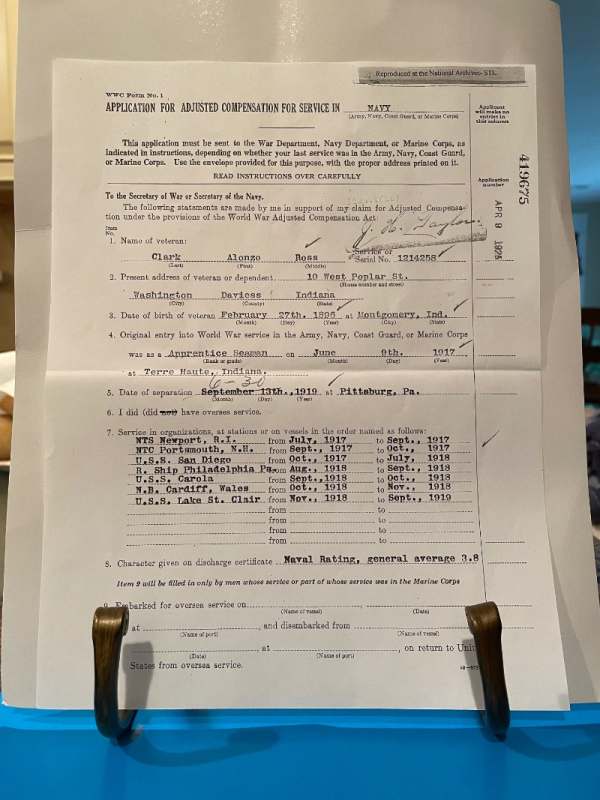 Reproduced at the National Archives- STL
WWC Form No. 1
APPLICATION FOR ADJUSTED COMPENSATION FOR SERVICE IN NAVY
(Army, Navy, Coast Guard, or Marine Corps)
Applicant will make no entries in this column
This application must be sent to the War Department, Navy Department, or Marine Corps, as
indicated in instructions, depending on whether your last service was in the Army, Navy, Coast Guard,
or Marine Corps. Use the envelope provided for this purpose, with the proper address printed on it.
READ INSTRUCTIONS OVER CAREFULLY
Application number
419675
APR 8 1925
To the Secretary of War or Secretary of the Navy.
The following statements are made by me in support of my claim for Adjusted Compensa-
tion under the provisions of the World War Adjusted Compensation Act:
J. H. Taylor
Item No.
1. Name of veteran:
Clark Alonzo Ross Service or Serial No. 1214258
(Last) (First) (Middle)
2. Present address of veteran or dependent 10 West Poplar St.
(House number and street)
Washington Daviess Indiana
(City) (County) (State)
3. Date of birth of veteran February 27th. 1896 at Montgomery, Ind.
(Month) (Day) (Year) (City) (State)
4. Original entry into World War service in the Army, Navy, Coast Guard, or Marine Corps
was as a Apprentice Seaman on June 9th. 1917
(Rank or grade) (Month) (Day) (Year)
at Terre Haute, Indiana.
6-30
5. Date of separation September 13th.,1919 at Pittsburg, Pa.
(Month) (Day) (Year)
6. I did (did not) have overseas service.
7. Service in organizations, at stations or on vessels in the order named as follows:
NTS Newport, R.I. from July, 1917 to Sept., 1917
NTC Portsmouth, N.H. from Sept., 1917 to Oct., 1917
U.S.S. San Diego from Oct., 1917 to July, 1918
R. Ship Philadelphia Pa. from Aug., 1918 to Sept., 1918
U.S.S. Carola from Sept., 1918 to Oct., 1918
N.B. Cardiff, Wales from Oct., 1918 to Nov., 1918
U.S.S. Lake St. Clair from Nov., 1918 to Sept., 1919
from to
from to
from to
from to
8. Character given on discharge certificate Naval Rating, general average 3.8
Item 9 will be filled in only by men whose service or part of whose service was in the Marine Corps
9. Embarked for oversea service on
(Name of vessel) (Date)
at , and disembarked from
(Name of port) (Name of vessel)
, at , on return to Unit
(Date) (Name of port)
States from oversea service.